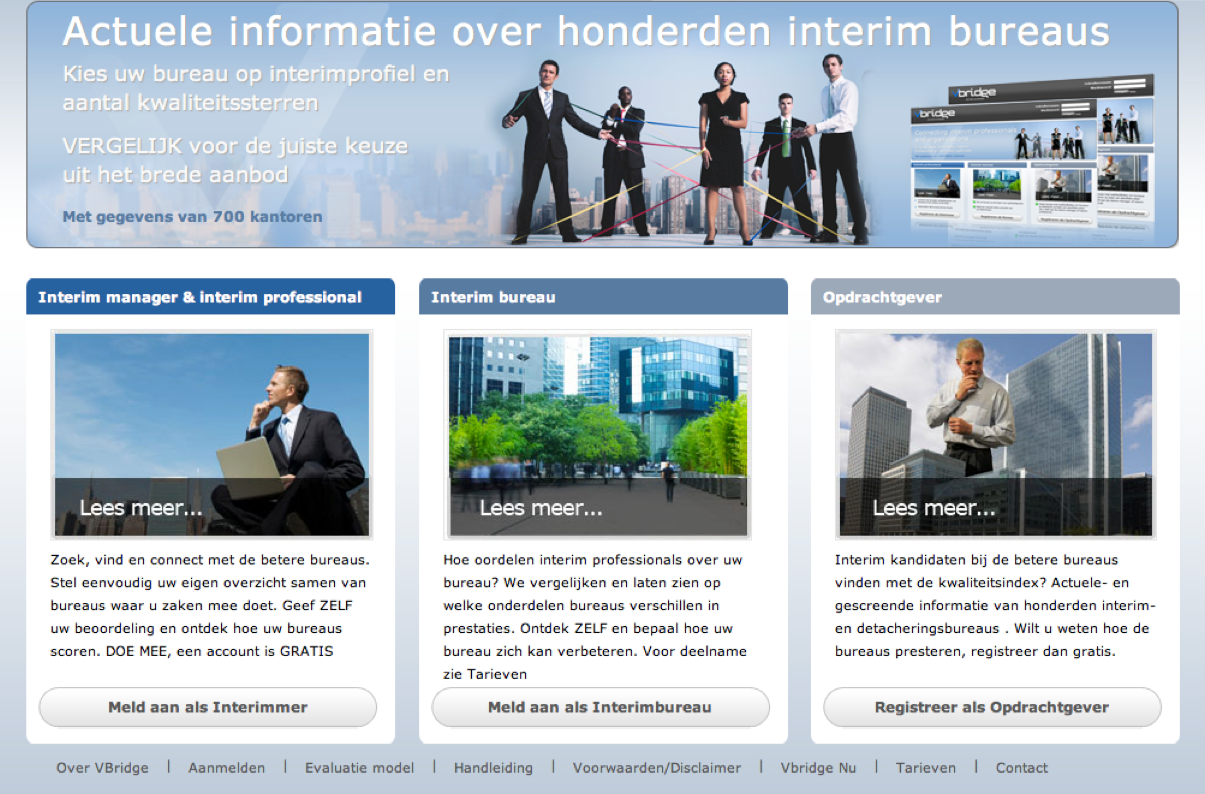 Actuele informatie over honderden interim bureaus
Kies uw bureau op interimprofiel en
aantal kwaliteitssterren
VERGELIJK voor de juiste keuze
uit het brede aanbod
Met gegevens van 700 kantoren
vbridge
vbridge
Connecting interim professionals
Interim manager & interim professional
Lees meer...
Zoek, vind en connect met de betere bureaus.
Stel eenvoudig uw eigen overzicht samen van
bureaus waar u zaken mee doet. Geef ZELF
uw beoordeling en ontdek hoe uw bureaus
scoren. DOE MEE, een account is GRATIS
Meld aan als Interimmer
Interim bureau
Lees meer...
Hoe oordelen interim professionals over uw
bureau? We vergelijken en laten zien op
welke onderdelen bureaus verschillen in
prestaties. Ontdek ZELF en bepaal hoe uw
bureau zich kan verbeteren. Voor deelname
zie Tarieven
Meld aan als Interimbureau
Opdrachtgever
Lees meer...
Interim kandidaten bij de betere bureaus
vinden met de kwaliteitsindex? Actuele- en
gescreende informatie van honderden interim-
en detacheringsbureaus . Wilt u weten hoe de
bureaus presteren, registreer dan gratis.
Registreer als Opdrachtgever
Over VBridge | Aanmelden | Evaluatie model | Handleiding | Voorwaarden/Disclaimer | Vbridge Nu | Tarieven | Contact